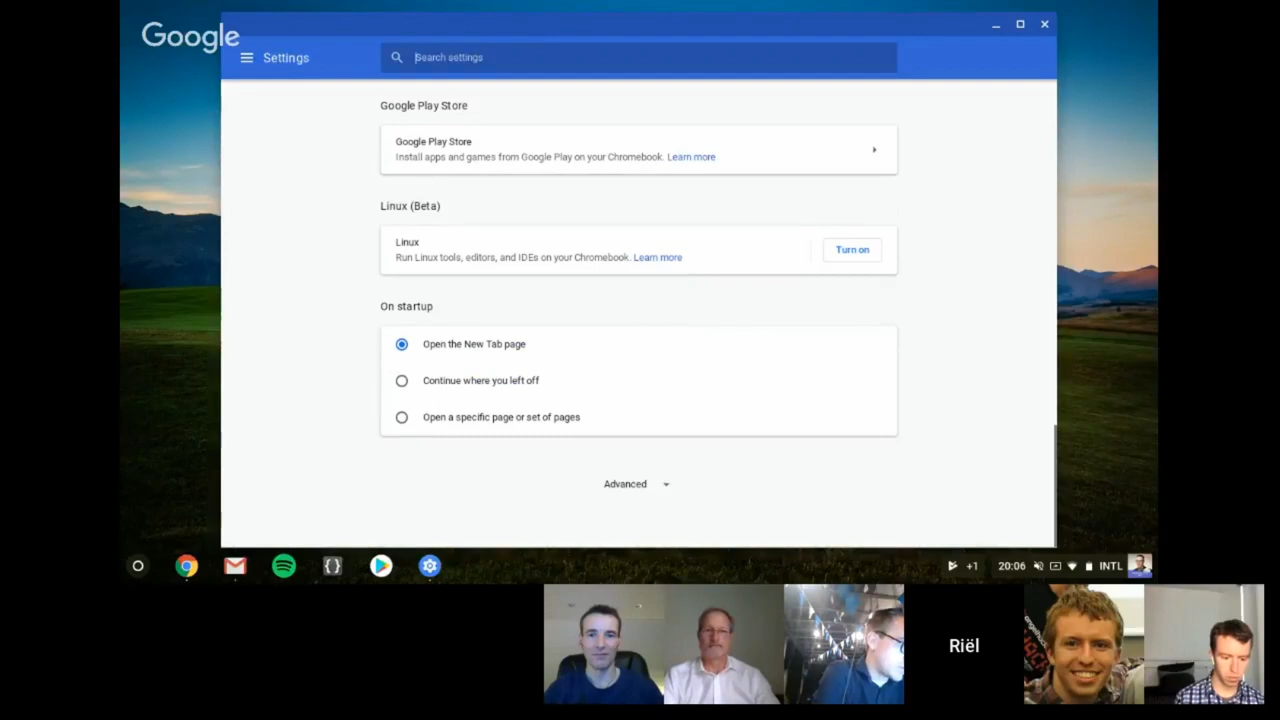 Google
Settings
Search settings
Google Play Store
Google Play Store
Install apps and games from Google Play on your Chromebook. Learn more
Linux (Beta)
Linux
Run Linux tools, editors, and IDEs on your Chromebook. Learn more
Turn on
On startup
Open the New Tab page
Continue where you left off
Open a specific page or set of pages
Advanced
{ }
+1
20:06
INTL
Riël